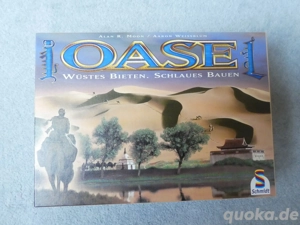 Alan R. Moon & Aaron Weissblum
OASE
Wüstes Bieten, Schlaues Bauen
S
Schmidt
quoka.de